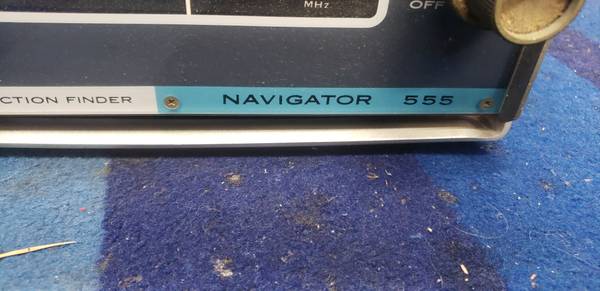 MHz
OFF
CTION FINDER
NAVIGATOR 555